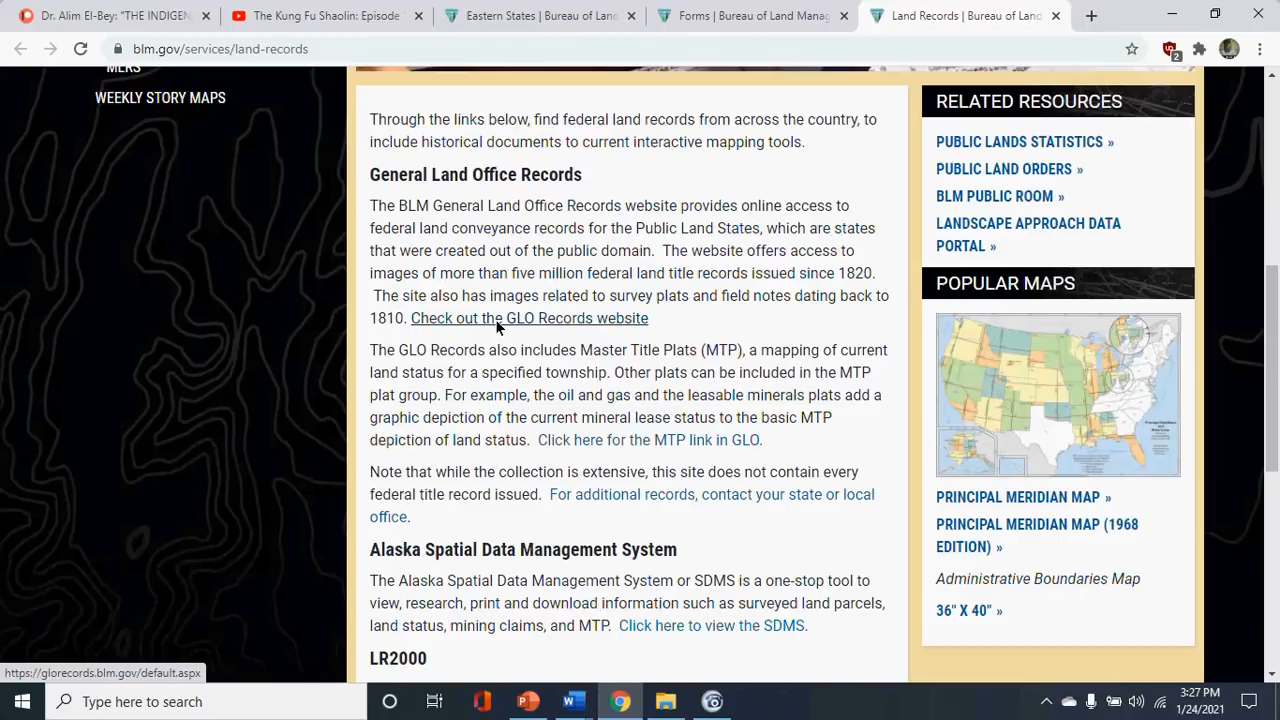 Dr. Alim El-Bey: "THE INDIGEN
The Kung Fu Shaolin: Episode
Eastern States | Bureau of Land
Forms | Bureau of Land Manag
Land Records | Bureau of Land
blm.gov/services/land-records
2
MLRS
WEEKLY STORY MAPS
Through the links below, find federal land records from across the country, to
include historical documents to current interactive mapping tools.
General Land Office Records
The BLM General Land Office Records website provides online access to
federal land conveyance records for the Public Land States, which are states
that were created out of the public domain.  The website offers access to
images of more than five million federal land title records issued since 1820.
The site also has images related to survey plats and field notes dating back to
1810. Check out the GLO Records website
The GLO Records also includes Master Title Plats (MTP), a mapping of current
land status for a specified township. Other plats can be included in the MTP
plat group. For example, the oil and gas and the leasable minerals plats add a
graphic depiction of the current mineral lease status to the basic MTP
depiction of land status.  Click here for the MTP link in GLO.
Note that while the collection is extensive, this site does not contain every
federal title record issued.  For additional records, contact your state or local
office.
Alaska Spatial Data Management System
The Alaska Spatial Data Management System or SDMS is a one-stop tool to
view, research, print and download information such as surveyed land parcels,
land status, mining claims, and MTP.  Click here to view the SDMS.
LR2000
RELATED RESOURCES
PUBLIC LANDS STATISTICS »
PUBLIC LAND ORDERS »
BLM PUBLIC ROOM »
LANDSCAPE APPROACH DATA
PORTAL »
POPULAR MAPS
PRINCIPAL MERIDIAN MAP »
PRINCIPAL MERIDIAN MAP (1968
EDITION) »
Administrative Boundaries Map
36" X 40" »
https://glorecords.blm.gov/default.aspx
Type here to search
3:27 PM
1/24/2021